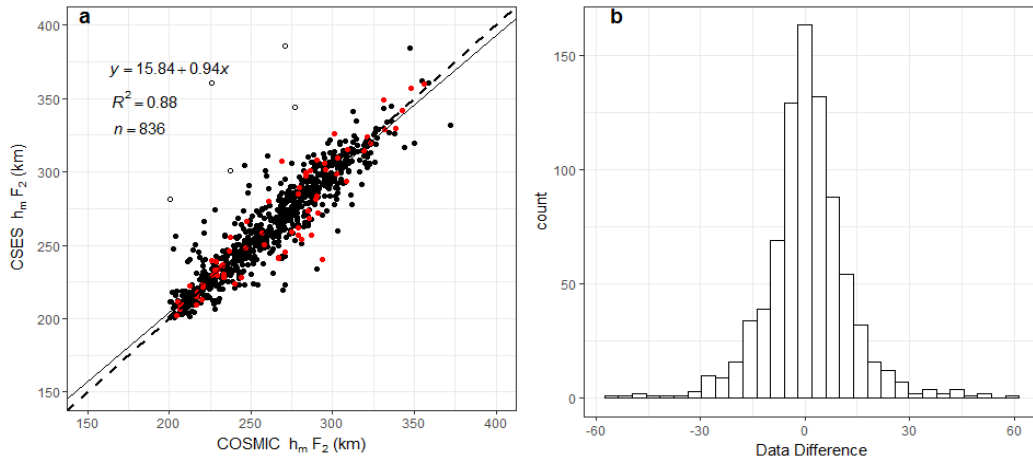 a
400
350
300
250
200
150
CSES h_m F_2 (km)
y = 15.84+0.94x
R^2 = 0.88
n = 836
150 200 250 300 350 400
COSMIC h_m F_2 (km)
b
150
100
50
0
count
-60 -30 0 30 60
Data Difference